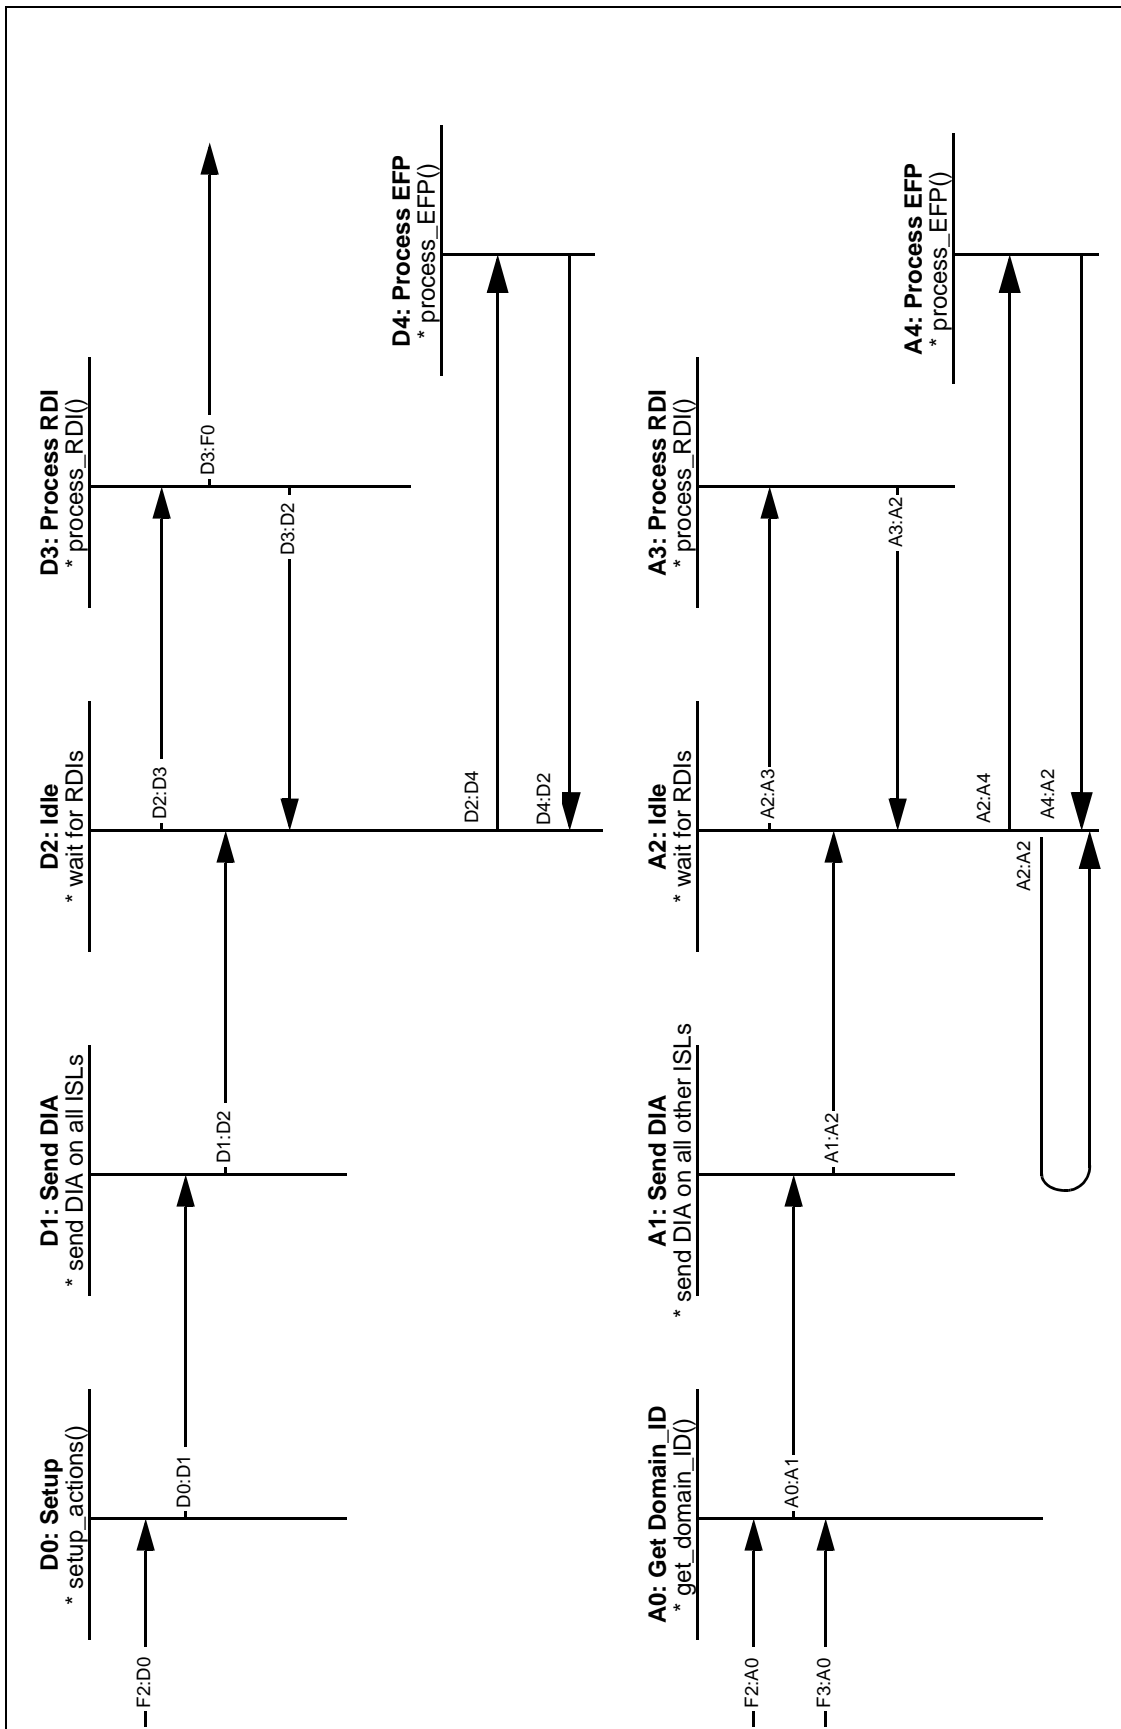 D0: Setup
* setup_actions()
F2:D0
D0:D1
D1: Send DIA
* send DIA on all ISLs
D1:D2
D2: Idle
* wait for RDIs
D2:D3
D2:D4
D4:D2
D3: Process RDI
* process_RDI()
D3:F0
D3:D2
D4: Process EFP
* process_EFP()
A0: Get Domain_ID
* get_domain_ID()
F2:A0
A0:A1
F3:A0
A1: Send DIA
* send DIA on all other ISLs
A1:A2
A2: Idle
* wait for RDIs
A2:A3
A2:A4
A2:A2
A4:A2
A3: Process RDI
* process_RDI()
A3:A2
A4: Process EFP
* process_EFP()